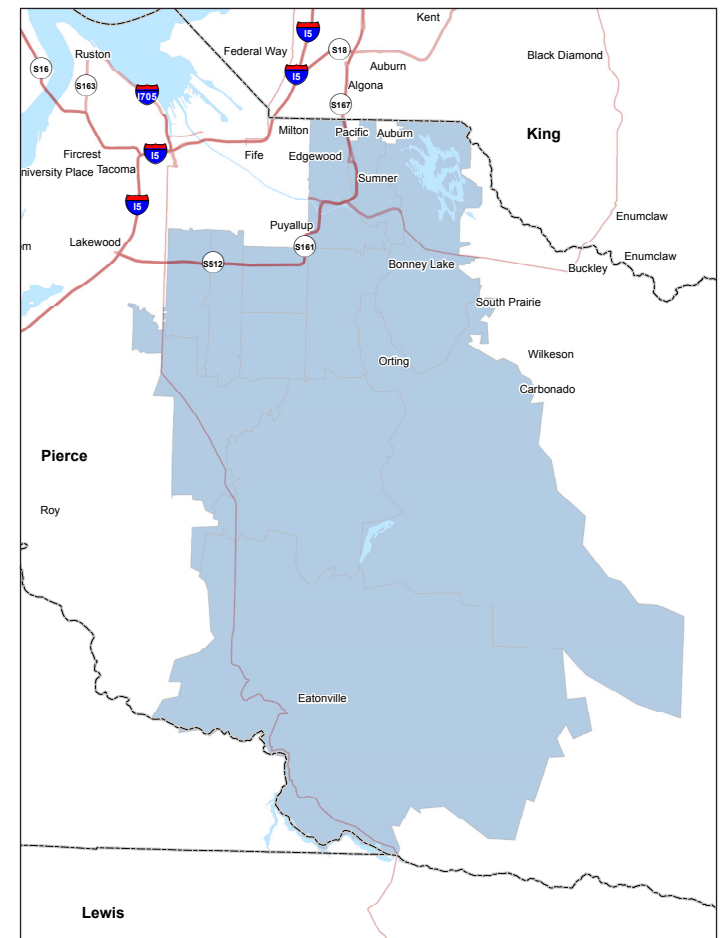 Kent
I5
Federal Way
S18
Black Diamond
Ruston
S16
Auburn
I5
S163
Algona
I705
S167
Milton
Pacific
Auburn
King
Fircrest
I5
Fife
Edgewood
niversity Place
Tacoma
Sumner
I5
Enumclaw
Puyallup
om
Lakewood
S161
S512
Bonney Lake
Buckley
Enumclaw
South Prairie
Orting
Wilkeson
Carbonado
Pierce
Roy
Eatonville
Lewis